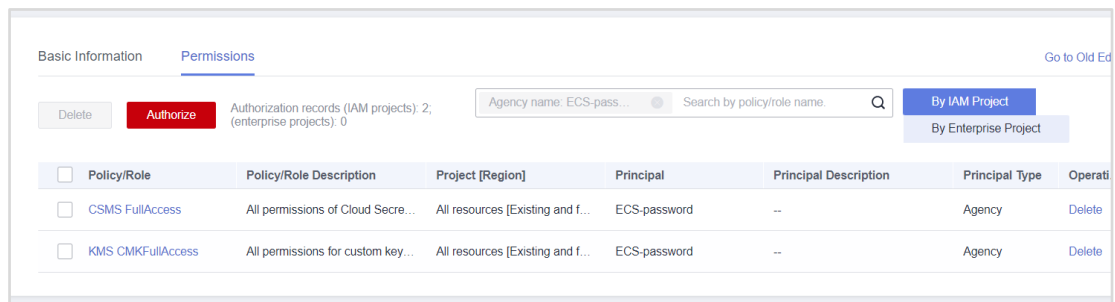 Basic Information Permissions Go to Old Ed
Delete Authorize Authorization records (IAM projects): 2;
(enterprise projects): 0
Agency name: ECS-pass... Search by policy/role name. By IAM Project
By Enterprise Project
Policy/Role Policy/Role Description Project [Region] Principal Principal Description Principal Type Operati...
CSMS FullAccess All permissions of Cloud Secre... All resources [Existing and f... ECS-password -- Agency Delete
KMS CMKFullAccess All permissions for custom key... All resources [Existing and f... ECS-password -- Agency Delete